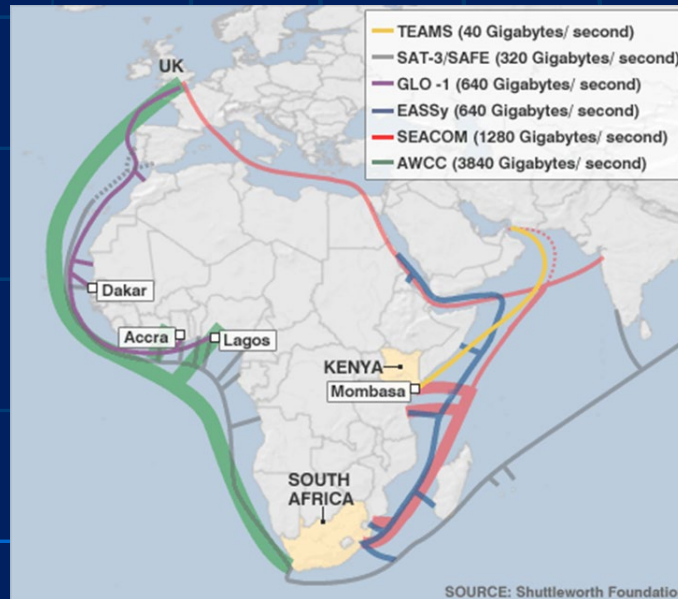 TEAMS (40 Gigabytes/ second)
SAT-3/SAFE (320 Gigabytes/ second)
GLO -1 (640 Gigabytes/ second)
EASSy (640 Gigabytes/ second)
SEACOM (1280 Gigabytes/ second)
AWCC (3840 Gigabytes/ second)
UK
Dakar
Accra
Lagos
KENYA
Mombasa
SOUTH
AFRICA
SOURCE: Shuttleworth Foundatio